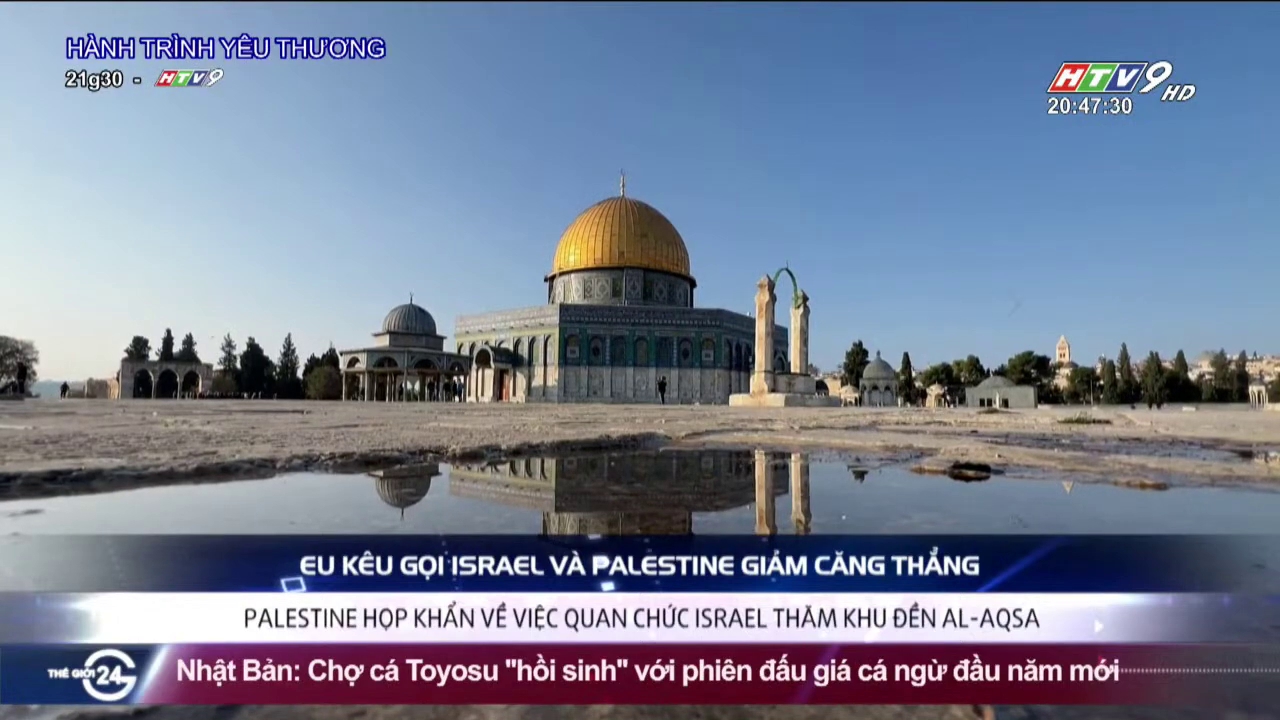 HÀNH TRÌNH YÊU THƯƠNG
21g30 - HTV9
HTV9 HD
20:47:30
EU KÊU GỌI ISRAEL VÀ PALESTINE GIẢM CĂNG THẲNG
PALESTINE HỌP KHẨN VỀ VIỆC QUAN CHỨC ISRAEL THĂM KHU ĐỀN AL-AQSA
THẾ GIỚI 24G
Nhật Bản: Chợ cá Toyosu "hồi sinh" với phiên đấu giá cá ngừ đầu năm mới